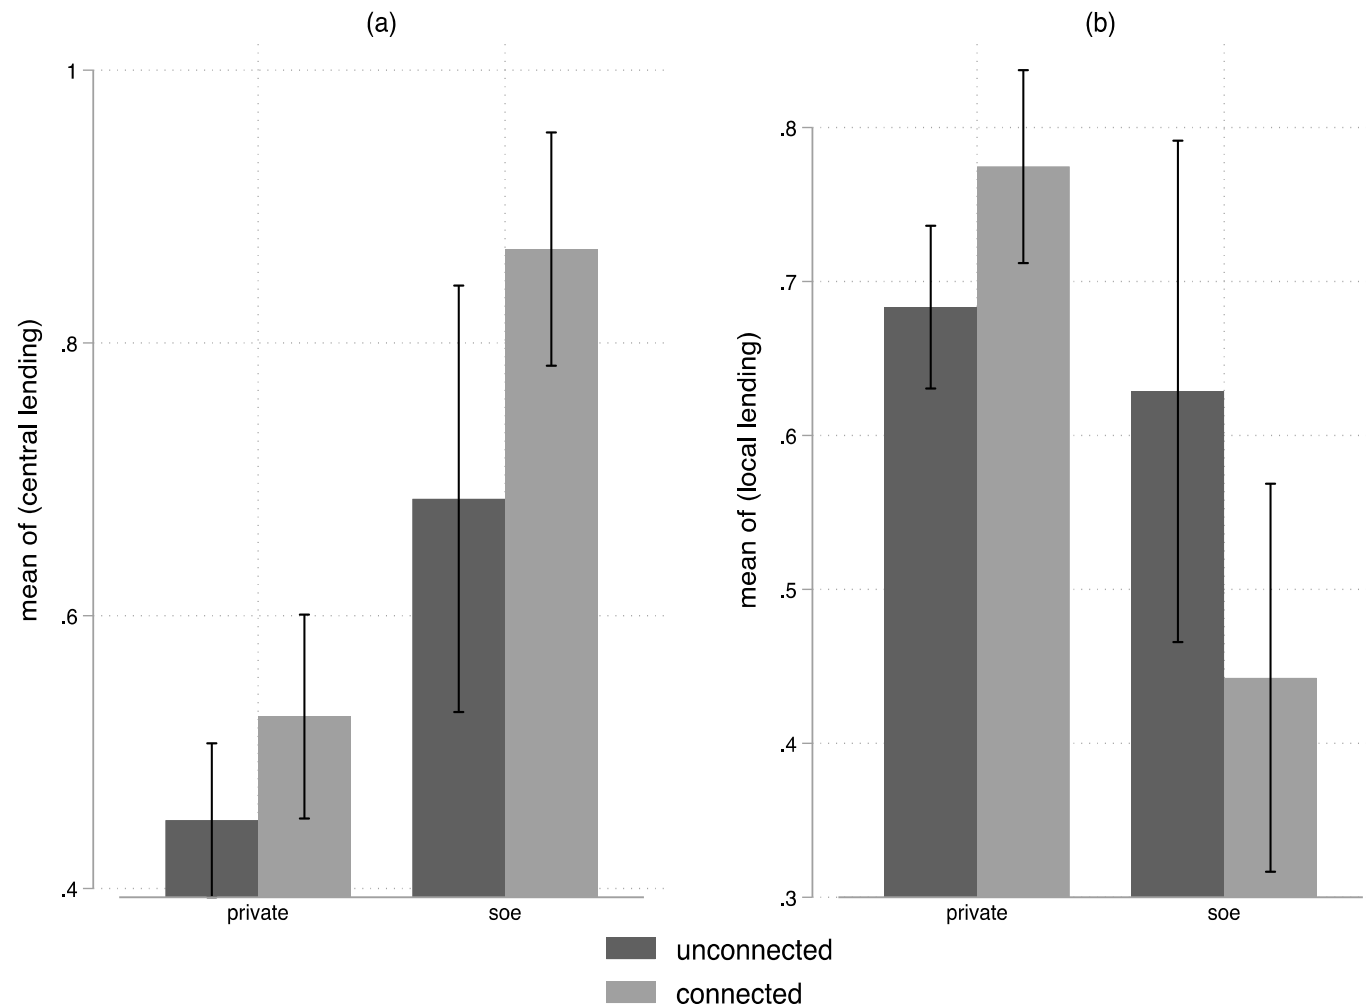 (a)
mean of (central lending)
1
.8
.6
.4
private soe
(b)
mean of (local lending)
.8
.7
.6
.5
.4
.3
private soe
unconnected
connected